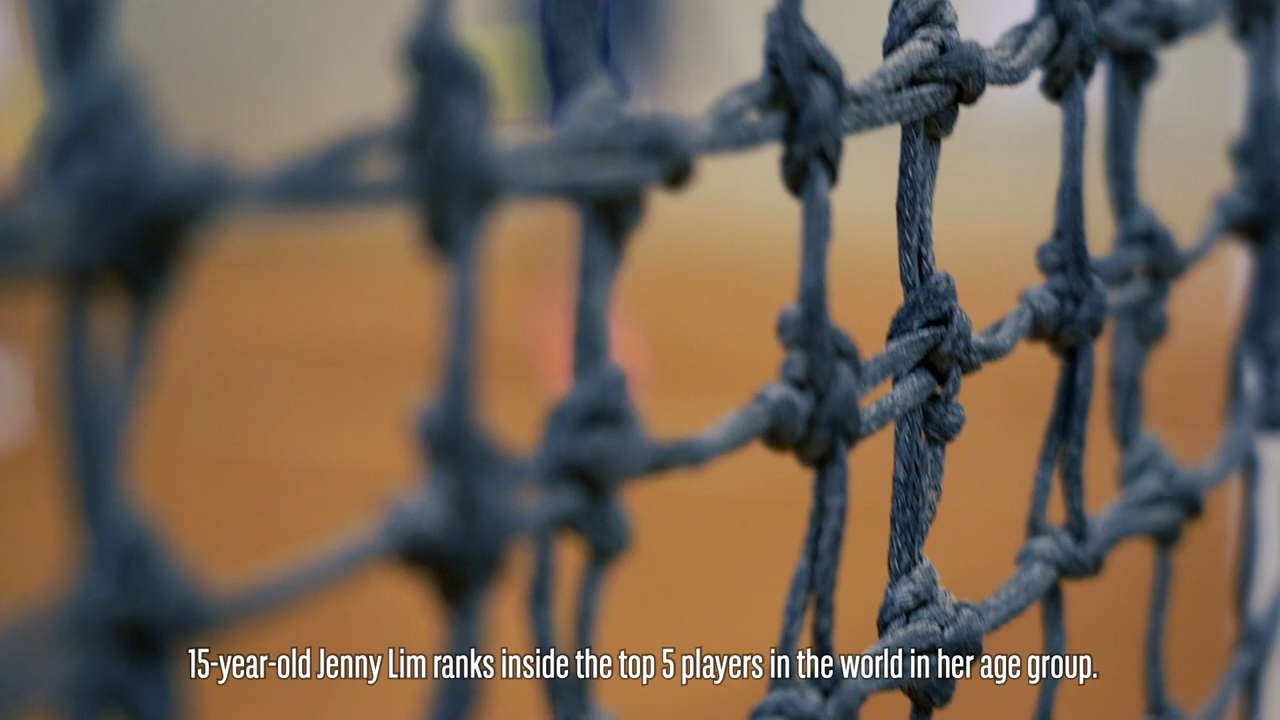 15-year-old Jenny Lim ranks inside the top 5 players in the world in her age group.